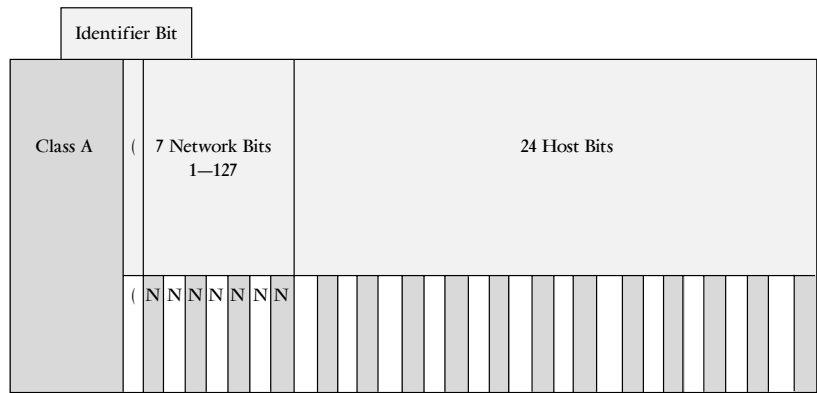 Identifier Bit
Class A ( 7 Network Bits 24 Host Bits
1—127
( N N N N N N N